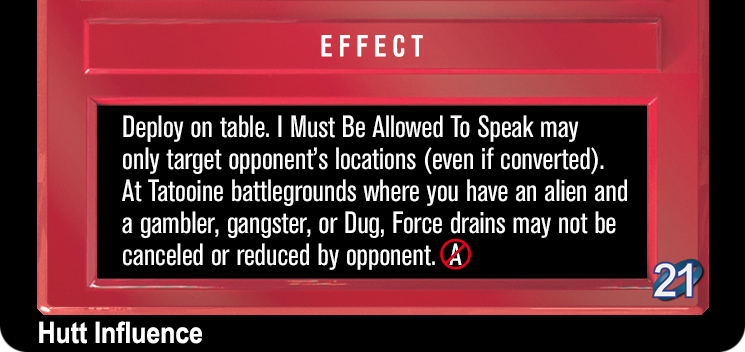 EFFECT
Deploy on table. I Must Be Allowed To Speak may
only target opponent's locations (even if converted).
At Tatooine battlegrounds where you have an alien and
a gambler, gangster, or Dug, Force drains may not be
canceled or reduced by opponent. A
21
Hutt Influence